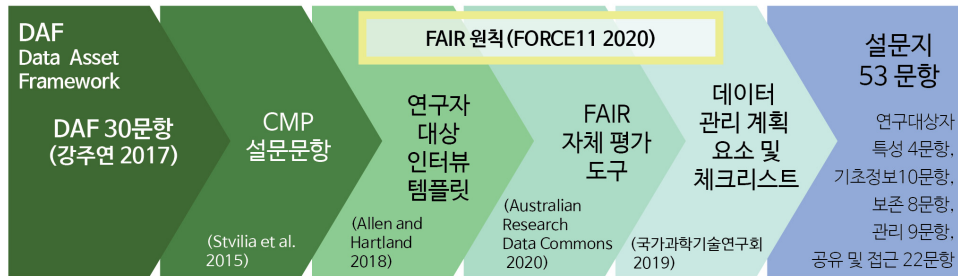 DAF
Data Asset
Framework
DAF 30문항
(강주연 2017)
CMP
설문문항
(Stvilia et al.
2015)
FAIR 원칙(FORCE11 2020)
연구자
대상
인터뷰
템플릿
(Allen and
Hartland
2018)
FAIR
자체 평가
도구
(Australian
Research
Data Commons
2020)
데이터
관리 계획
요소 및
체크리스트
(국가과학기술연구회
2019)
설문지
53 문항
연구대상자
특성 4문항,
기초정보10문항,
보존 8문항,
관리 9문항,
공유 및 접근 22문항